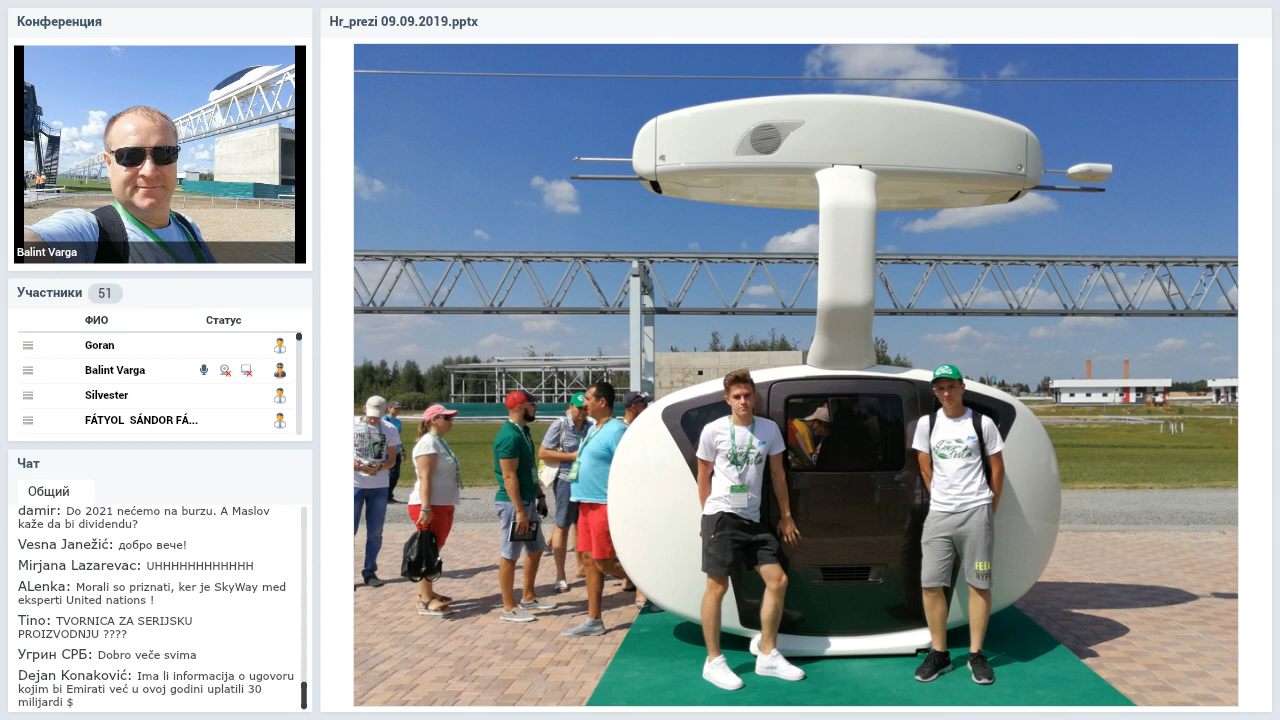 Конференция
Balint Varga
Участники 51
ФИО Статус
Goran
Balint Varga
Silvester
FÁTYOL SÁNDOR FÁ...
Чат
Общий
damir: Do 2021 nećemo na burzu. A Maslov
kaže da bi dividendu?
Vesna Janežić: добро вече!
Mirjana Lazarevac: UHHHHHHHHHHHH
ALenka: Morali so priznati, ker je SkyWay med
eksperti United nations !
Tino: TVORNICA ZA SERIJSKU
PROIZVODNJU ????
Угрин СРБ: Dobro veče svima
Dejan Konaković: Ima li informacija o ugovoru
kojim bi Emirati već u ovoj godini uplatili 30
milijardi $
Hr_prezi 09.09.2019.pptx